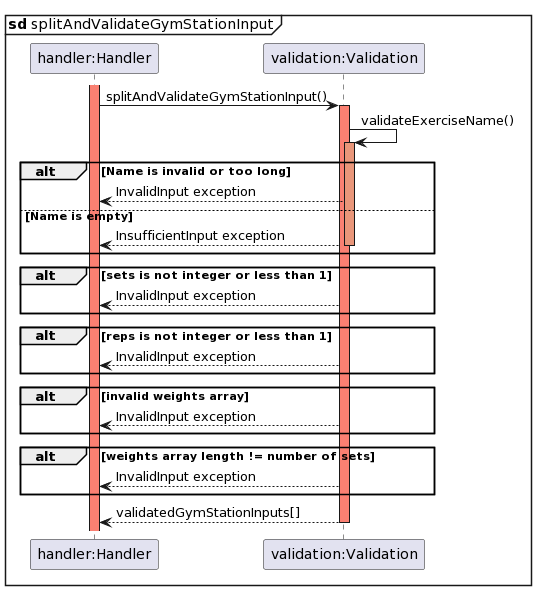 sd splitAndValidateGymStationInput
handler:Handler
validation:Validation
splitAndValidateGymStationInput()
validateExerciseName()
alt [Name is invalid or too long]
InvalidInput exception
[Name is empty]
InsufficientInput exception
alt [sets is not integer or less than 1]
InvalidInput exception
alt [reps is not integer or less than 1]
InvalidInput exception
alt [invalid weights array]
InvalidInput exception
alt [weights array length != number of sets]
InvalidInput exception
validatedGymStationInputs[]
handler:Handler
validation:Validation